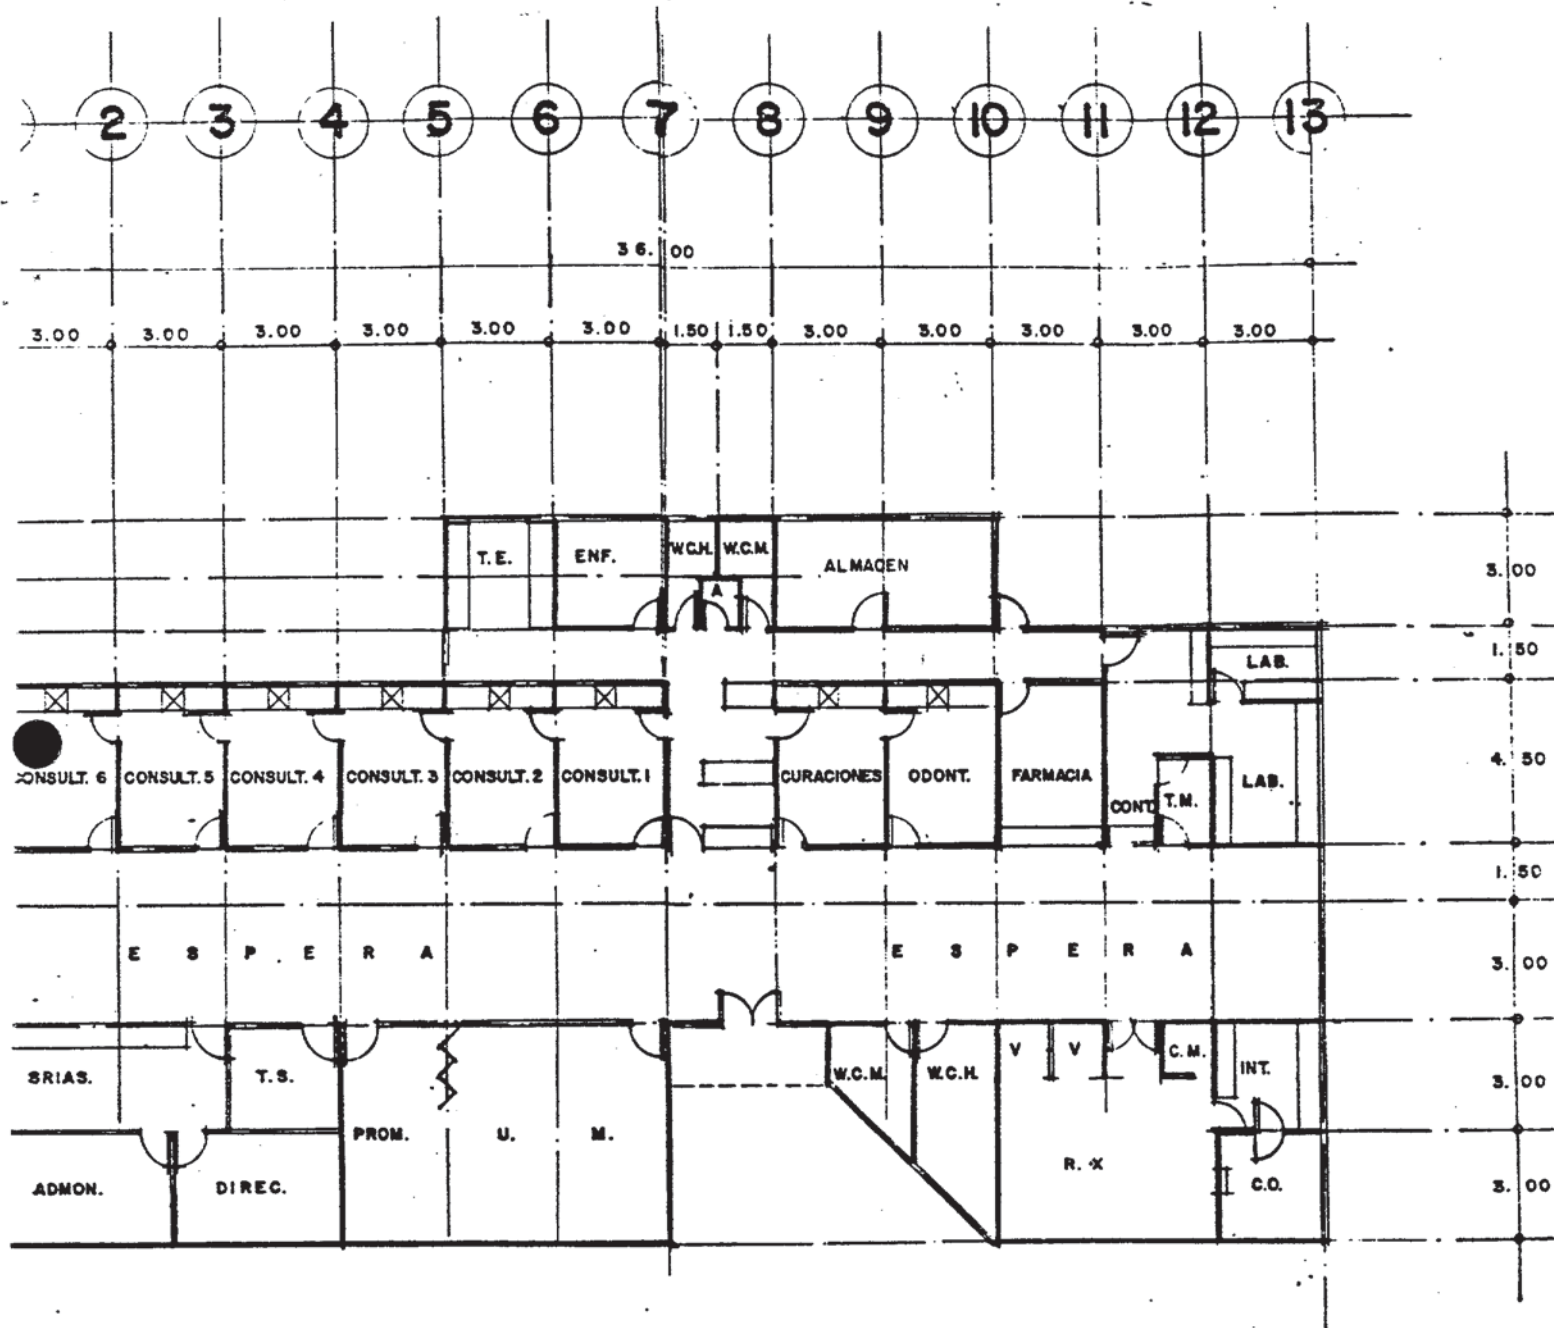 2 3 4 5 6 7 8 9 10 11 12 13
36.00
3.00 3.00 3.00 3.00 3.00 3.00 1.50 1.50 3.00 3.00 3.00 3.00 3.00
T.E. ENF. W.C.H. W.C.M. ALMACEN 3.00
A
LAB. 1.50
CONSULT. 6 CONSULT. 5 CONSULT. 4 CONSULT. 3 CONSULT. 2 CONSULT. 1 CURACIONES ODONT. FARMACIA CONT. T.M. LAB. 4.50
1.50
E S P E R A E S P E R A 3.00
SRIAS. T.S. W.C.M. W.C.H. V V C.M. INT. 3.00
PROM. U. M.
ADMON. DIREC. R.X C.O. 3.00